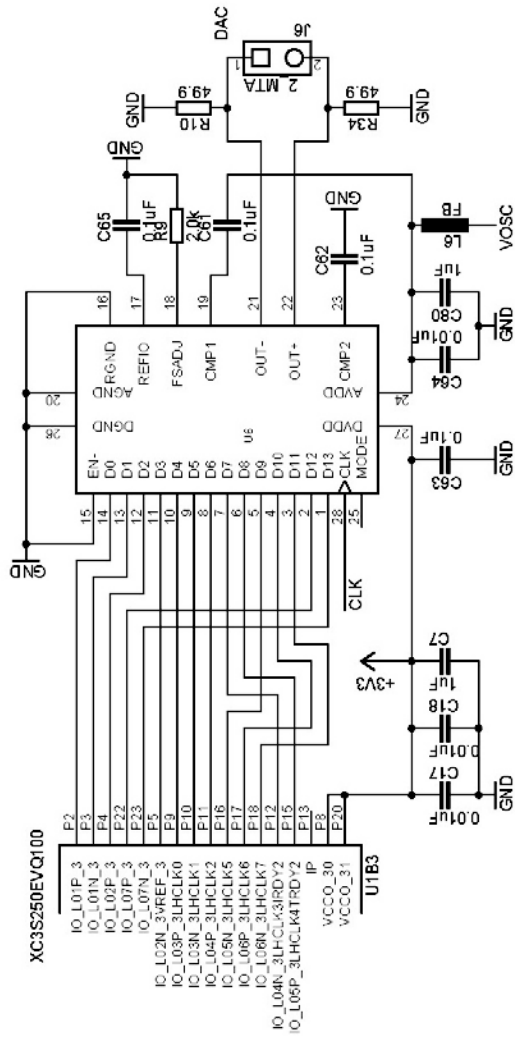 XC3S250EVQ100
IO_L01P_3
IO_L01N_3
IO_L02P_3
IO_L07P_3
IO_L07N_3
IO_L02N_3VREF_3
IO_L03P_3LHCLK0
IO_L03N_3LHCLK1
IO_L04P_3LHCLK2
IO_L05N_3LHCLK5
IO_L06P_3LHCLK6
IO_L06N_3LHCLK7
IO_L04N_3LHCLK3IRDY2
IO_L05P_3LHCLK4TRDY2
IP
VCCO_30
VCCO_31
U1B3
P2
P3
P4
P22
P23
P5
P9
P10
P11
P16
P17
P18
P12
P15
P13
P8
P20
GND
15
14
13
12
11
10
9
8
7
6
5
4
3
2
1
28
25
CLK
EN-
D0
D1
D2
D3
D4
D5
D6
D7
D8
D9
D10
D11
D12
D13
CLK
MODE
U6
26
20
DGND
AGND
DVDD
AVDD
27
24
RGND
REFIO
FSADJ
CMP1
OUT-
OUT+
CMP2
16
17
18
19
21
22
23
C65
0.1uF
R9
2.0k
C61
0.1uF
GND
C62
0.1uF
GND
GND
R10
49.9
DAC
J6
1
2
2_MTA
R34
49.9
GND
C17
0.01uF
C18
0.01uF
C7
1uF
+3V3
GND
C63
0.1uF
GND
C64
0.01uF
C80
1uF
GND
L6
FB
VOSC